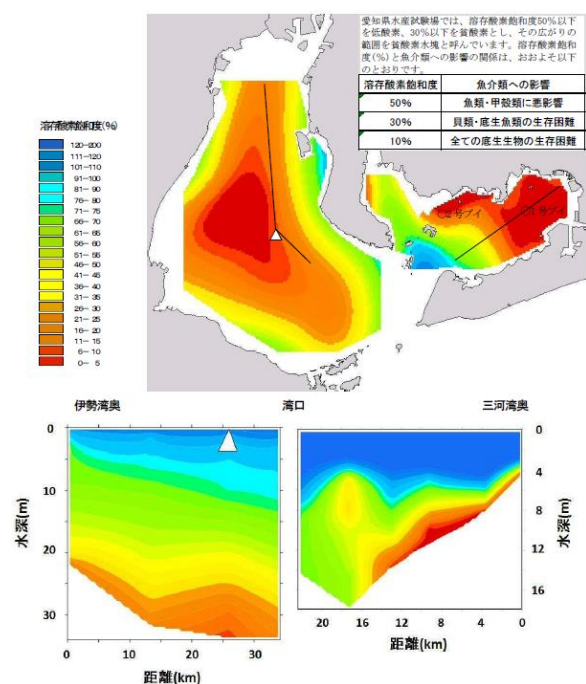 愛知県水産試験場では、溶存酸素飽和度50%以下
を低酸素、30%以下を貧酸素とし、その広がりの
範囲を貧酸素水塊と呼んでいます。溶存酸素飽和
度(%)と魚介類への影響の関係は、おおよそ以下
のとおりです。
溶存酸素飽和度 魚介類への影響
50% 魚類・甲殻類に悪影響
30% 貝類・底生魚類の生存困難
10% 全ての底生生物の生存困難
溶存酸素飽和度(%)
120-200
111-120
101-110
91-100
81-90
76-80
71-75
66-70
61-65
56-60
51-55
46-50
41-45
36-40
31-35
26-30
21-25
16-20
11-15
6-10
0-5
2号ブイ
1号ブイ
伊勢湾奥
湾口
三河湾奥
0
10
20
30
水深(m)
0 10 20 30
距離(km)
0
4
8
12
16
水深(m)
20 16 12 8 4 0
距離(km)